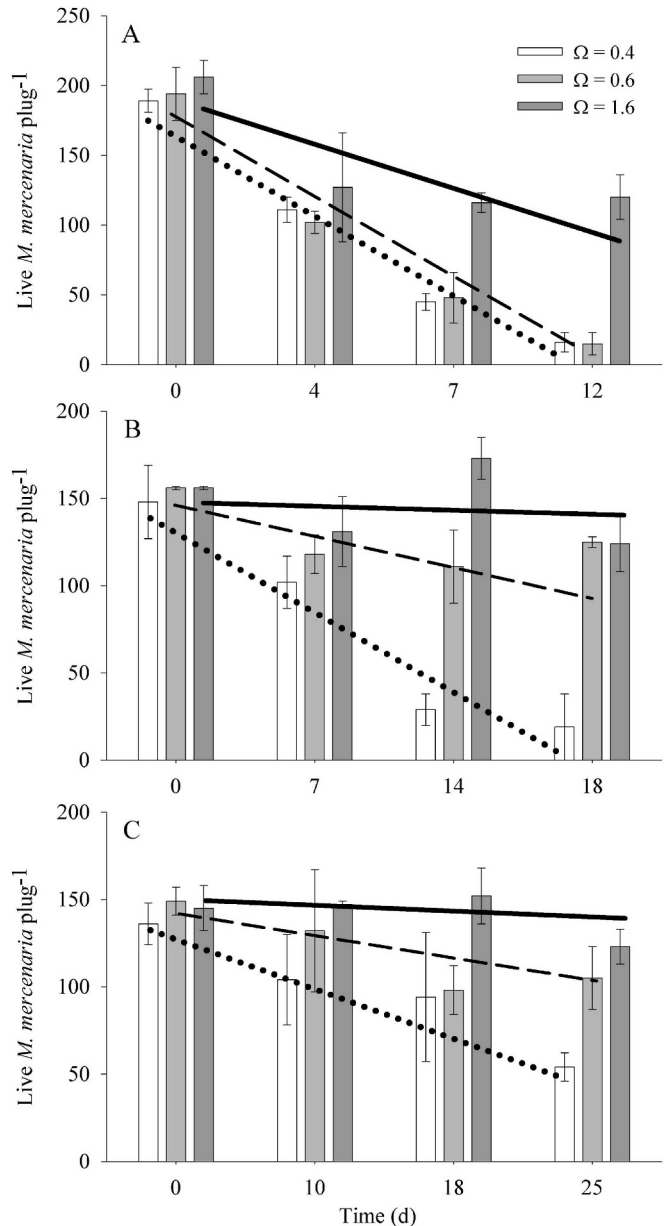 A
Ω = 0.4
Ω = 0.6
Ω = 1.6
250
200
150
100
50
0
Live M. mercenaria plug-1
0 4 7 12
B
200
150
100
50
0
Live M. mercenaria plug-1
0 7 14 18
C
200
150
100
50
0
Live M. mercenaria plug-1
0 10 18 25
Time (d)